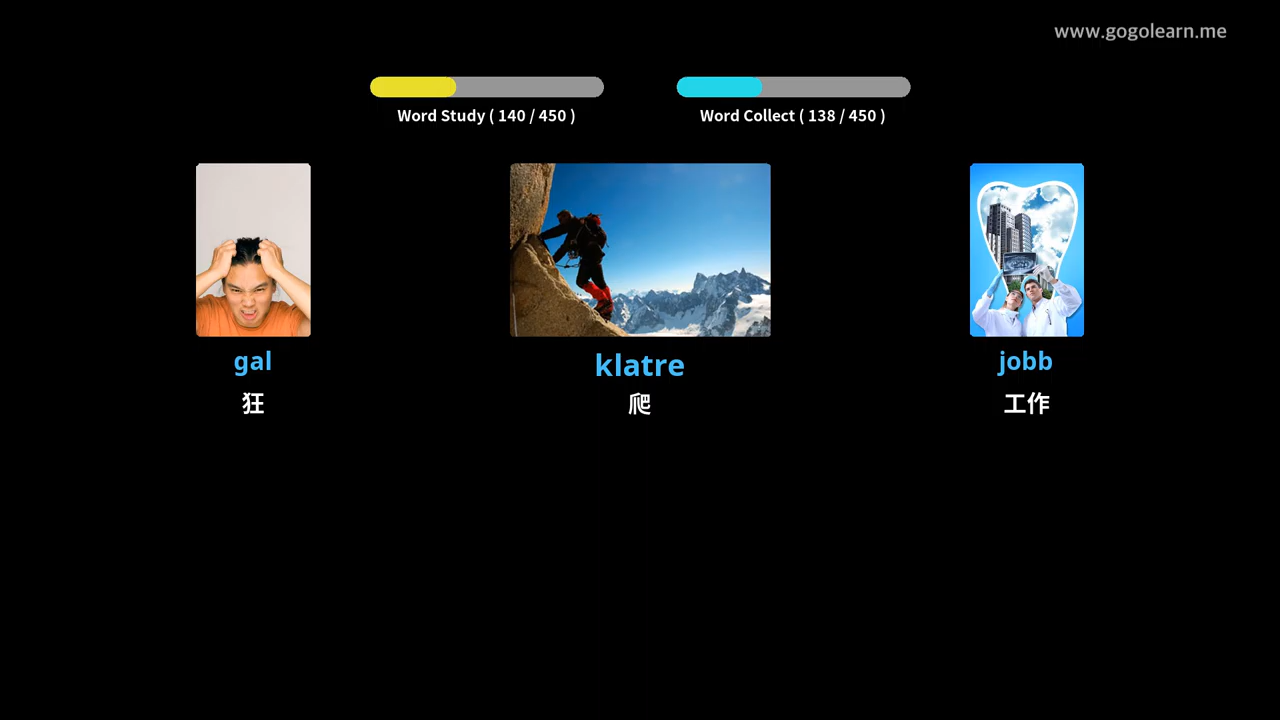 www.gogolearn.me
Word Study ( 140 / 450 )
Word Collect ( 138 / 450 )
gal
klatre
jobb
狂
爬
工作